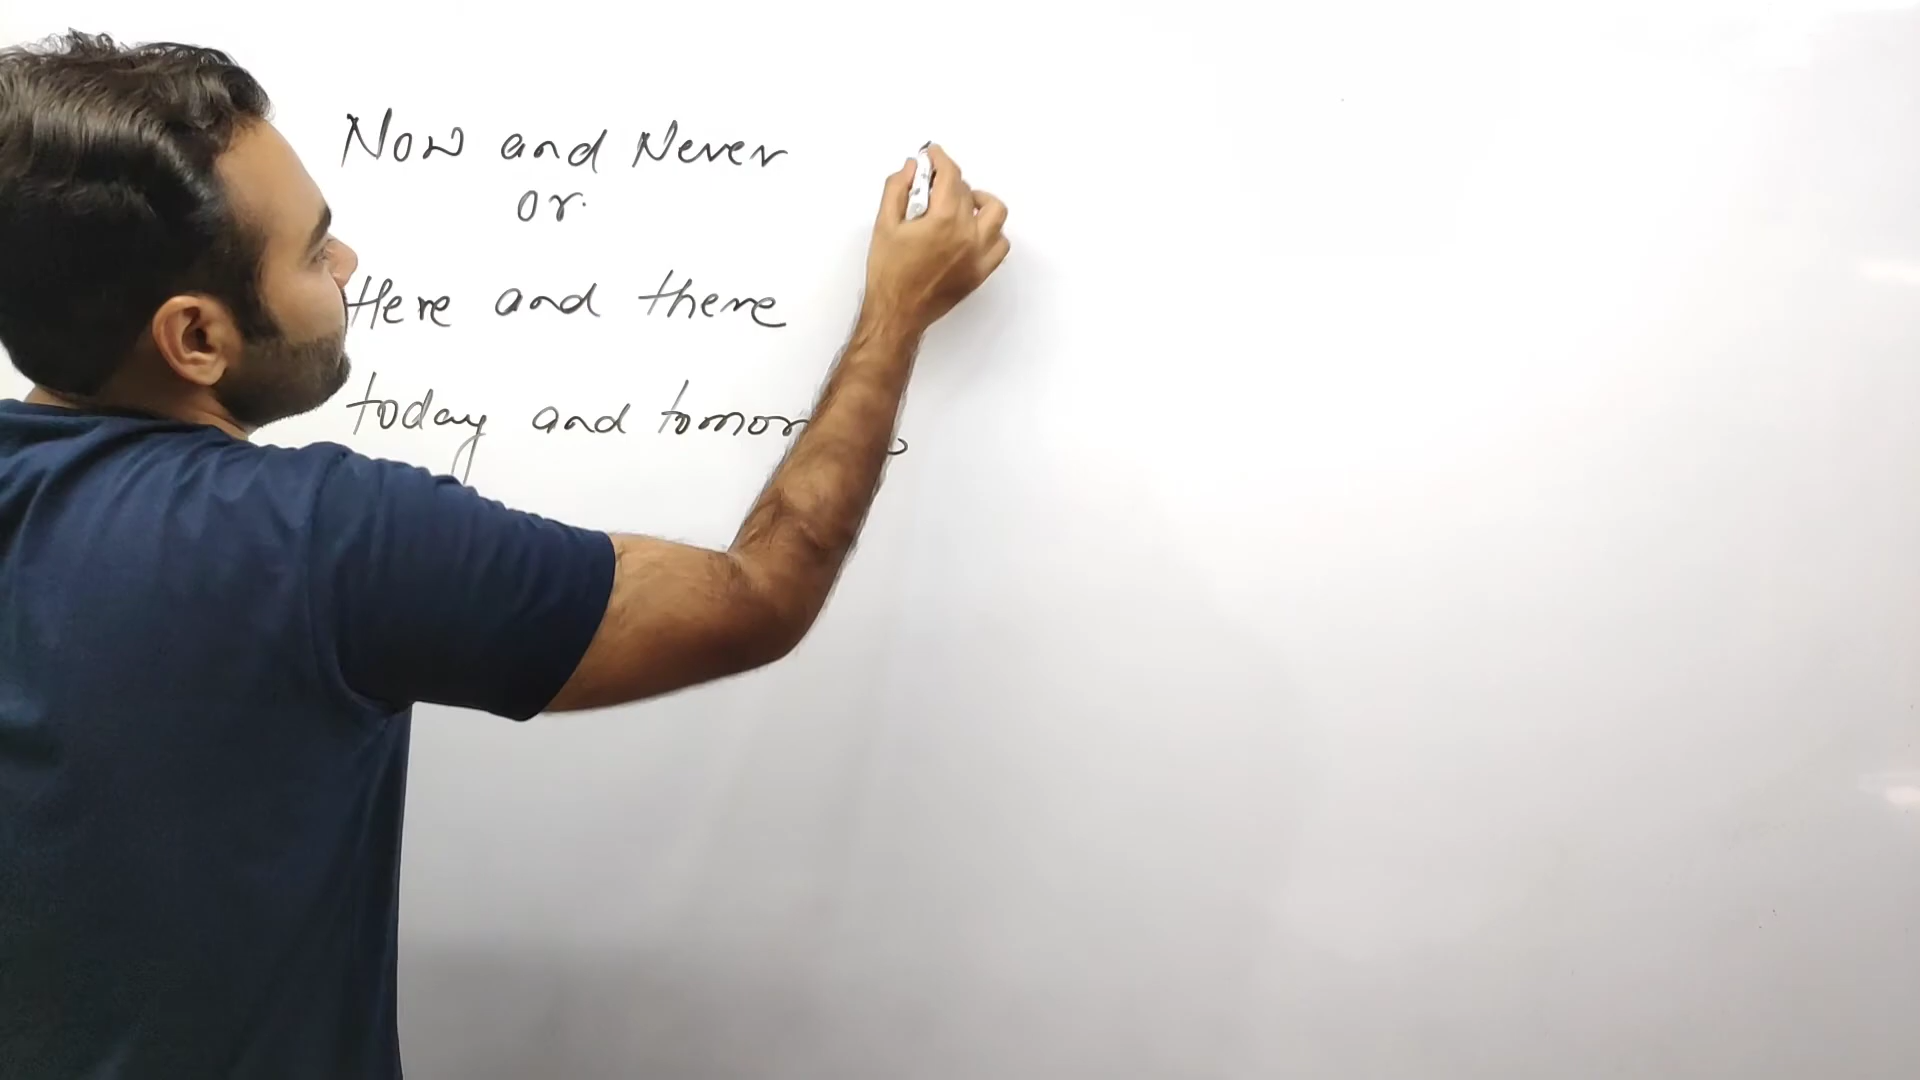 Now and Never
or
Here and there
today and